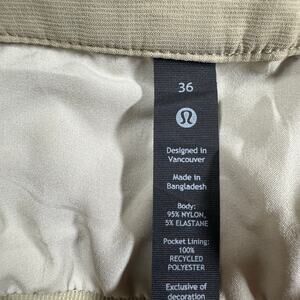 36
Designed in
Vancouver
Made in
Bangladesh
Body:
95% NYLON,
5% ELASTANE
Pocket Lining:
100%
RECYCLED
POLYESTER
Exclusive of
decoration